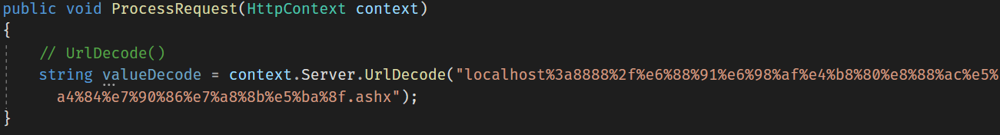 public void ProcessRequest(HttpContext context)
{
// UrlDecode()
string valueDecode = context.Server.UrlDecode("localhost%3a8888%2f%e6%88%91%e6%98%af%e4%b8%80%e8%88%ac%e5%
a4%84%e7%90%86%e7%a8%8b%e5%ba%8f.ashx");
}